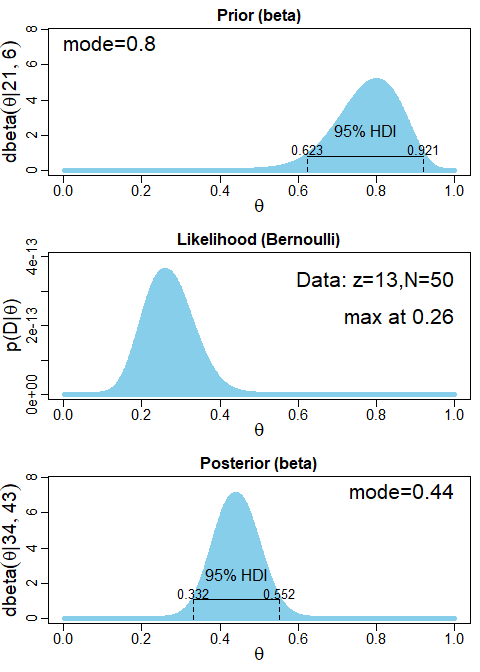 Prior (beta)
mode=0.8
95% HDI
0.623 0.921
dbeta(θ|21, 6)
0 2 4 6 8
0.0 0.2 0.4 0.6 0.8 1.0
θ
Likelihood (Bernoulli)
Data: z=13,N=50
max at 0.26
p(D|θ)
0e+00 2e-13 4e-13
0.0 0.2 0.4 0.6 0.8 1.0
θ
Posterior (beta)
mode=0.44
95% HDI
0.332 0.552
dbeta(θ|34, 43)
0 2 4 6 8
0.0 0.2 0.4 0.6 0.8 1.0
θ